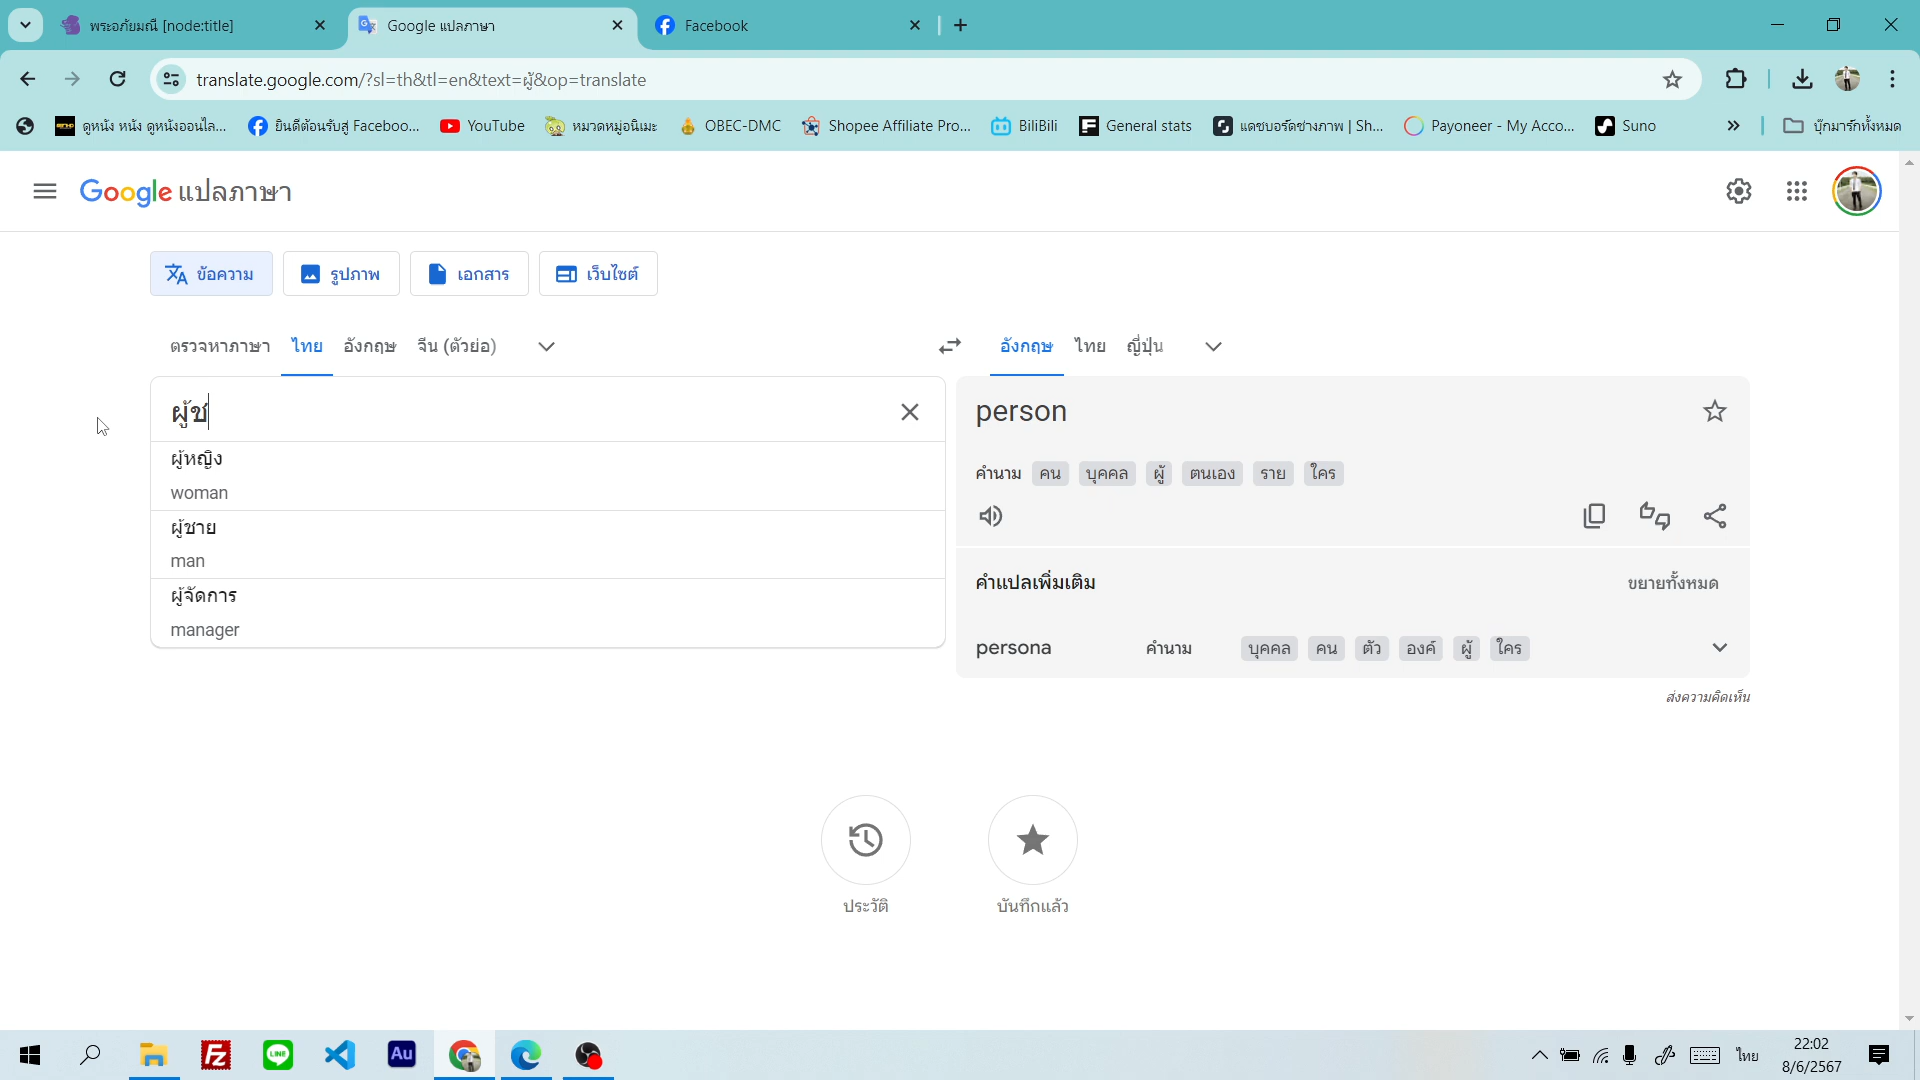 พระอภัยมณี [node:title]
Google แปลภาษา
Facebook
translate.google.com/?sl=th&tl=en&text=ผู้&op=translate
ดูหนัง หนัง ดูหนังออนไล...
ยินดีต้อนรับสู่ Faceboo...
YouTube
หมวดหมู่อนิเมะ
OBEC-DMC
Shopee Affiliate Pro...
BiliBili
General stats
แดชบอร์ดช่างภาพ | Sh...
Payoneer - My Acco...
Suno
บุ๊กมาร์กทั้งหมด
Google แปลภาษา
ข้อความ
รูปภาพ
เอกสาร
เว็บไซต์
ตรวจหาภาษา ไทย อังกฤษ จีน (ตัวย่อ)
อังกฤษ ไทย ญี่ปุ่น
ผู้ช
ผู้หญิง
woman
ผู้ชาย
man
ผู้จัดการ
manager
person
คำนาม คน บุคคล ผู้ ตนเอง ราย ใคร
คำแปลเพิ่มเติม
ขยายทั้งหมด
persona คำนาม บุคคล คน ตัว องค์ ผู้ ใคร
ส่งความคิดเห็น
ประวัติ
บันทึกแล้ว
Au
LINE
ไทย
22:02
8/6/2567